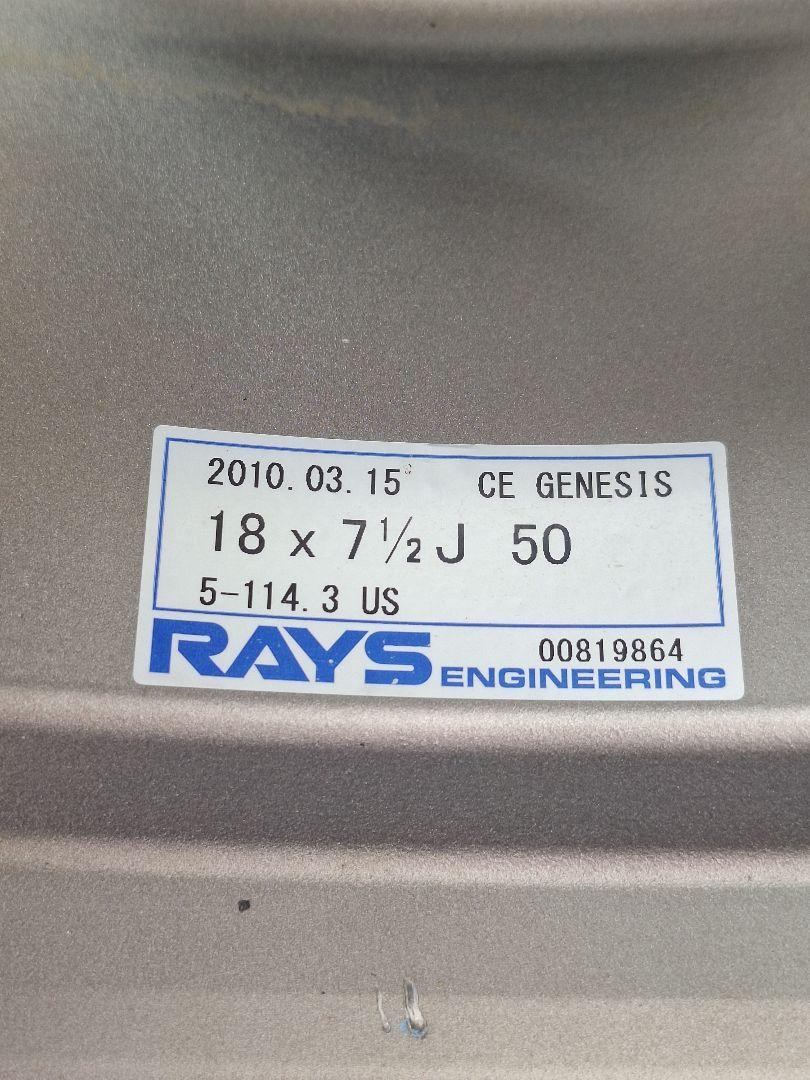 2010.03.15 CE GENESIS
18 x 7½J 50
5-114.3 US
RAYS ENGINEERING 00819864